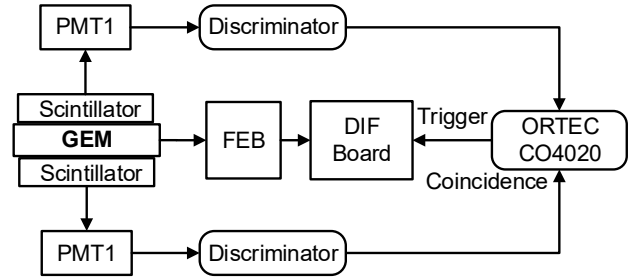 PMT1
Discriminator
Scintillator
GEM
Scintillator
FEB
DIF
Board
Trigger
Coincidence
ORTEC
CO4020
PMT1
Discriminator